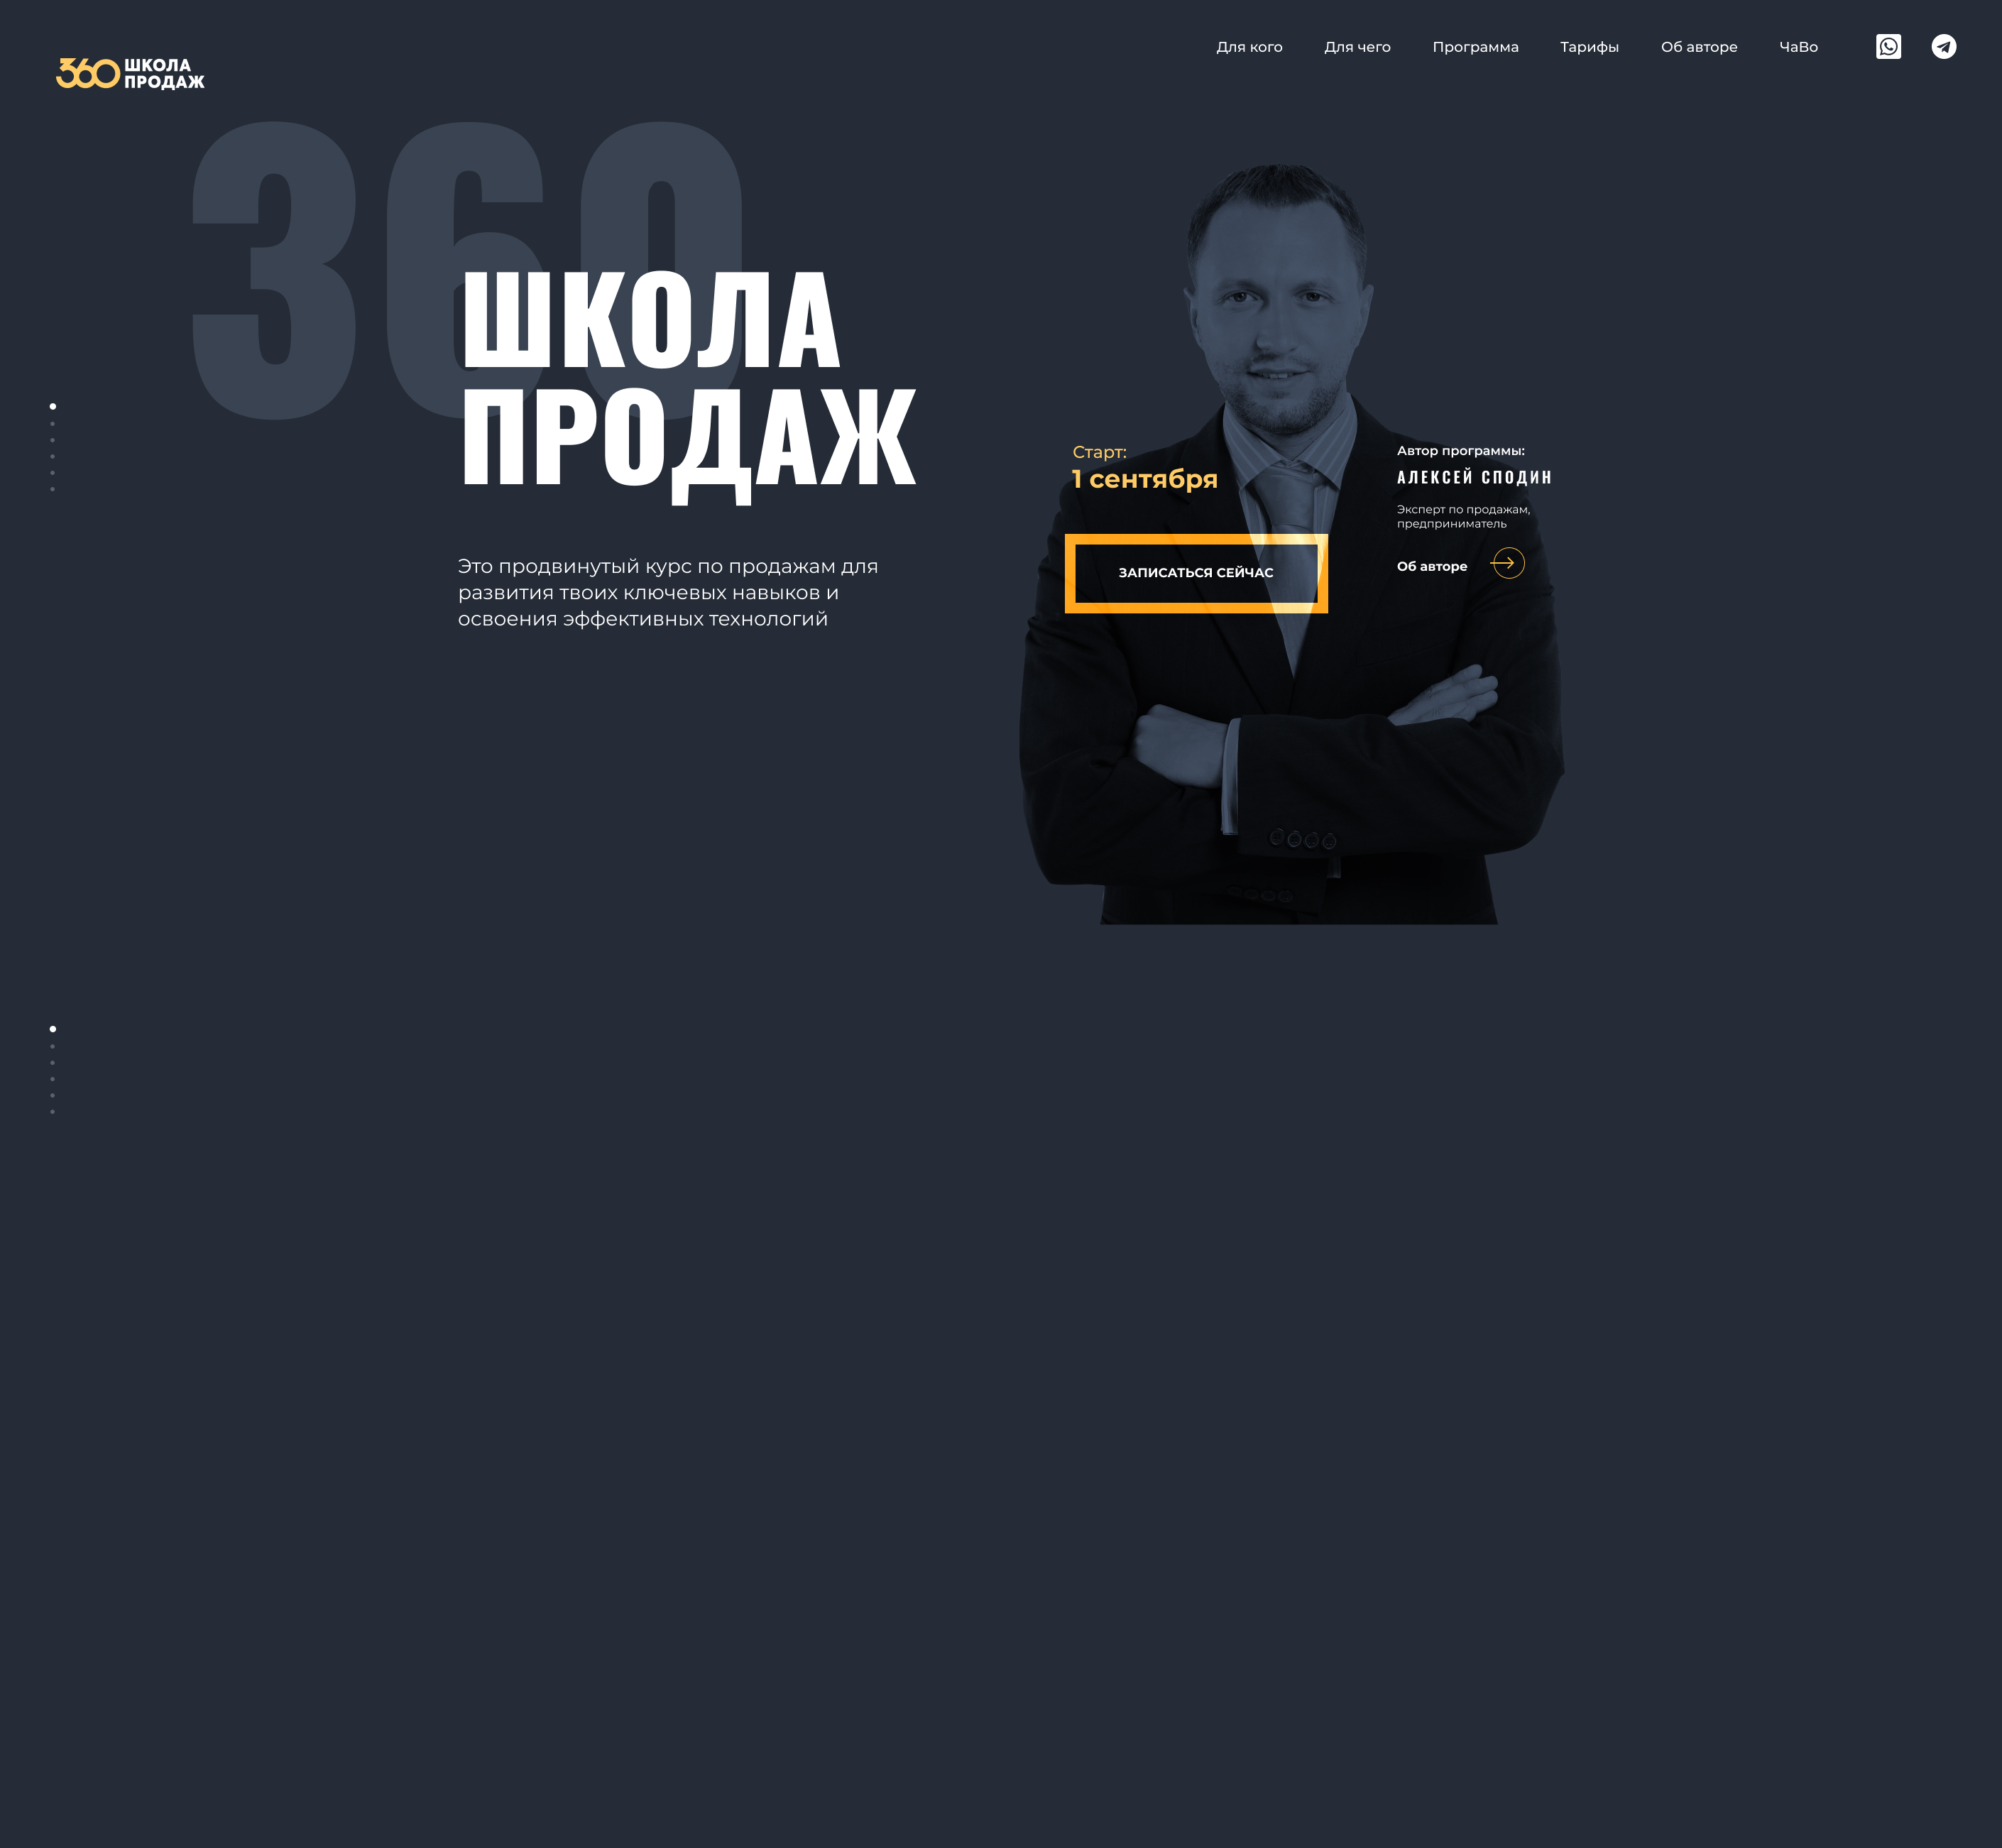 360 ШКОЛА
ПРОДАЖ
Для кого Для чего Программа Тарифы Об авторе ЧаВо
360
ШКОЛА
ПРОДАЖ
Это продвинутый курс по продажам для
развития твоих ключевых навыков и
освоения эффективных технологий
Старт:
1 сентября
ЗАПИСАТЬСЯ СЕЙЧАС
Автор программы:
АЛЕКСЕЙ СПОДИН
Эксперт по продажам,
предприниматель
Об авторе